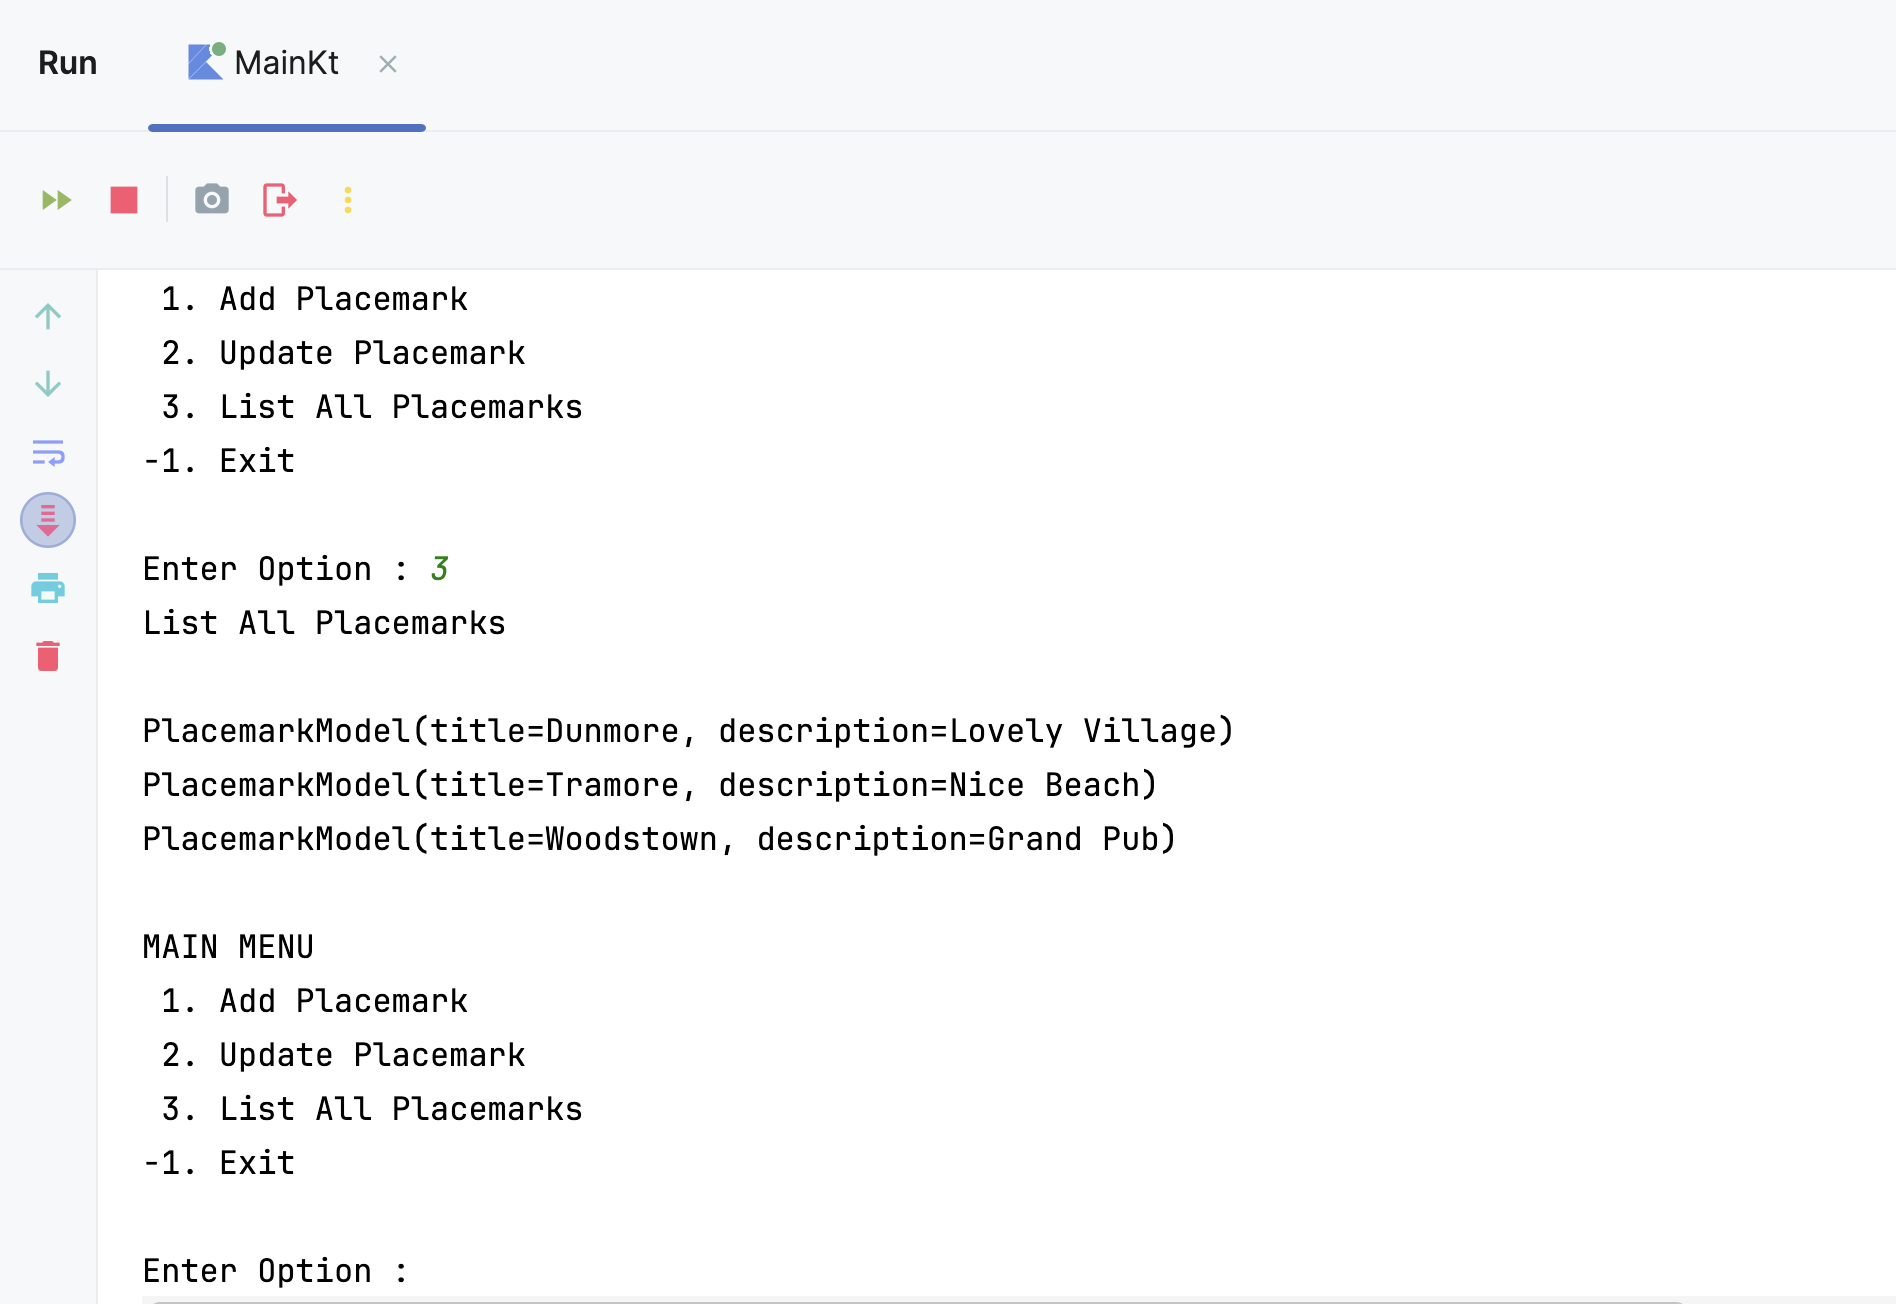 Run MainKt
 1. Add Placemark
 2. Update Placemark
 3. List All Placemarks
-1. Exit
Enter Option : 3
List All Placemarks
PlacemarkModel(title=Dunmore, description=Lovely Village)
PlacemarkModel(title=Tramore, description=Nice Beach)
PlacemarkModel(title=Woodstown, description=Grand Pub)
MAIN MENU
 1. Add Placemark
 2. Update Placemark
 3. List All Placemarks
-1. Exit
Enter Option :